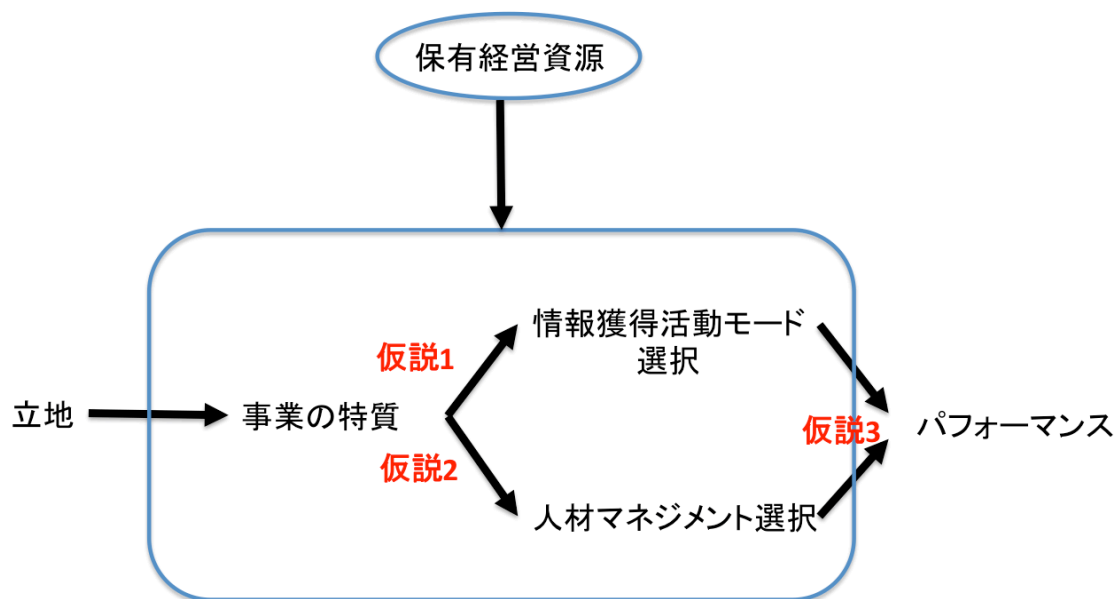 保有経営資源
情報獲得活動モード
選択
仮説1
立地
事業の特質
仮説3
パフォーマンス
仮説2
人材マネジメント選択